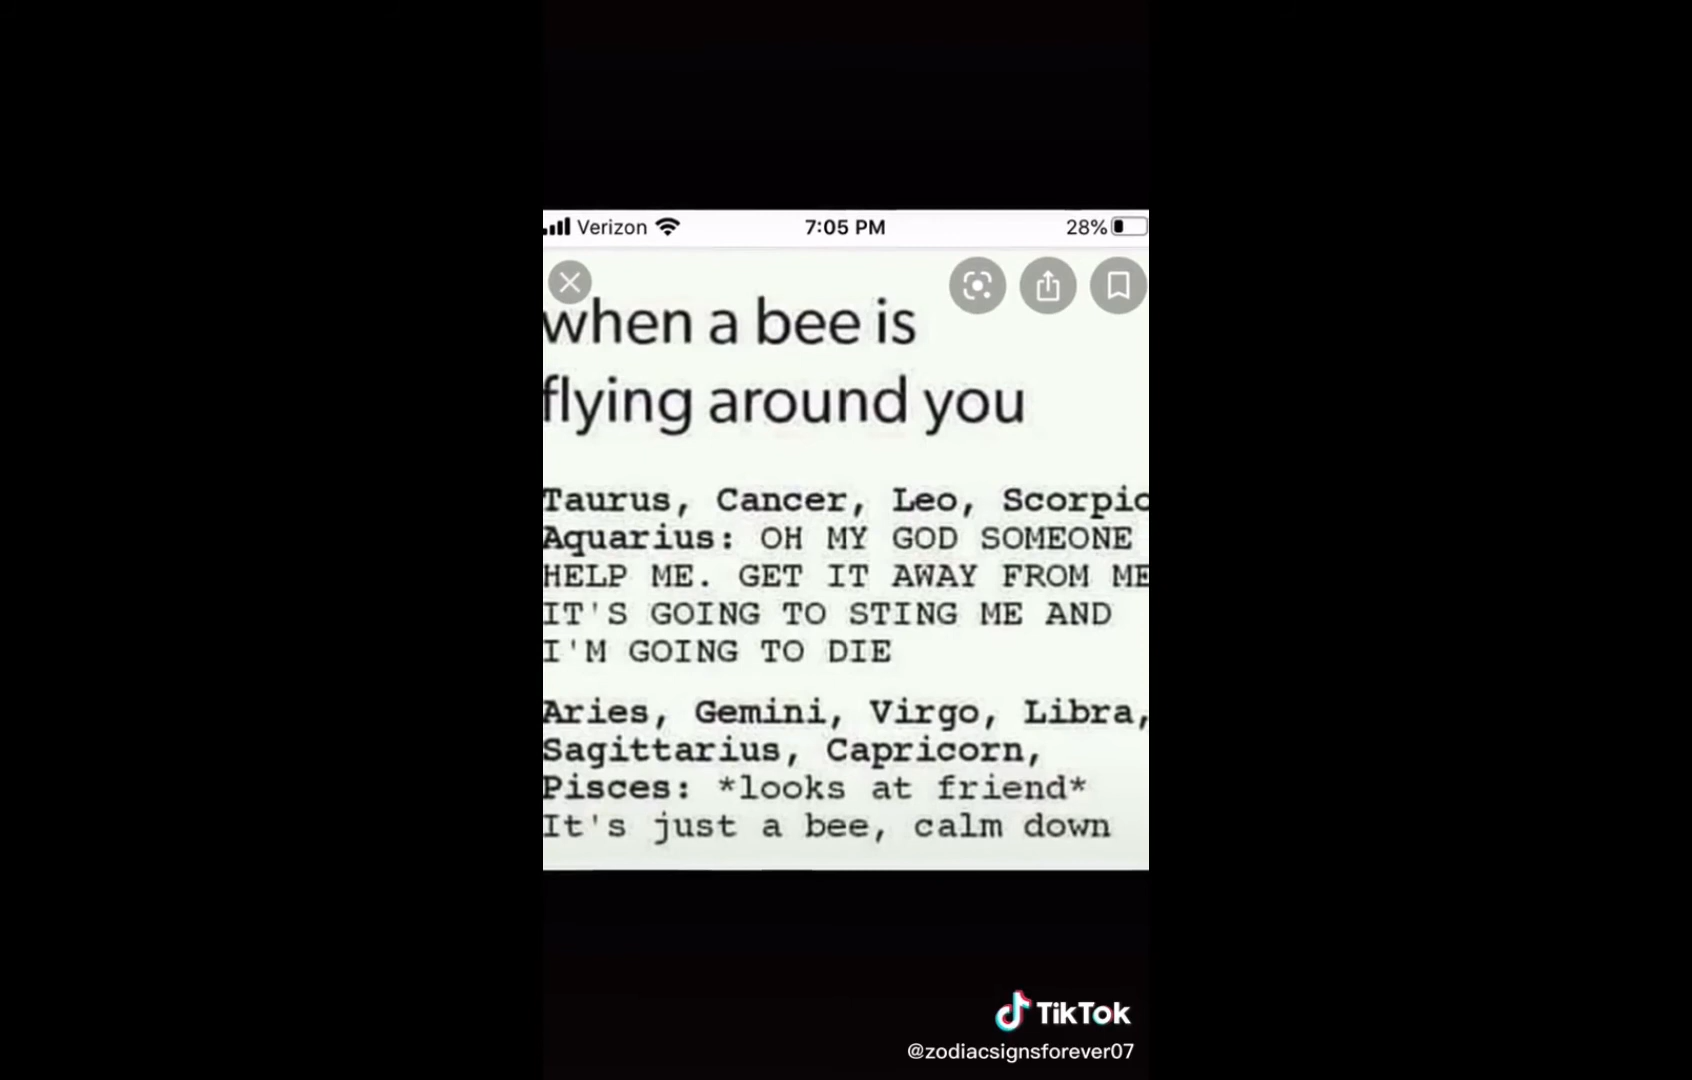 Verizon 7:05 PM 28%
when a bee is
flying around you
Taurus, Cancer, Leo, Scorpio
Aquarius: OH MY GOD SOMEONE
HELP ME. GET IT AWAY FROM ME
IT'S GOING TO STING ME AND
I'M GOING TO DIE
Aries, Gemini, Virgo, Libra,
Sagittarius, Capricorn,
Pisces: *looks at friend*
It's just a bee, calm down
TikTok
@zodiacsignsforever07